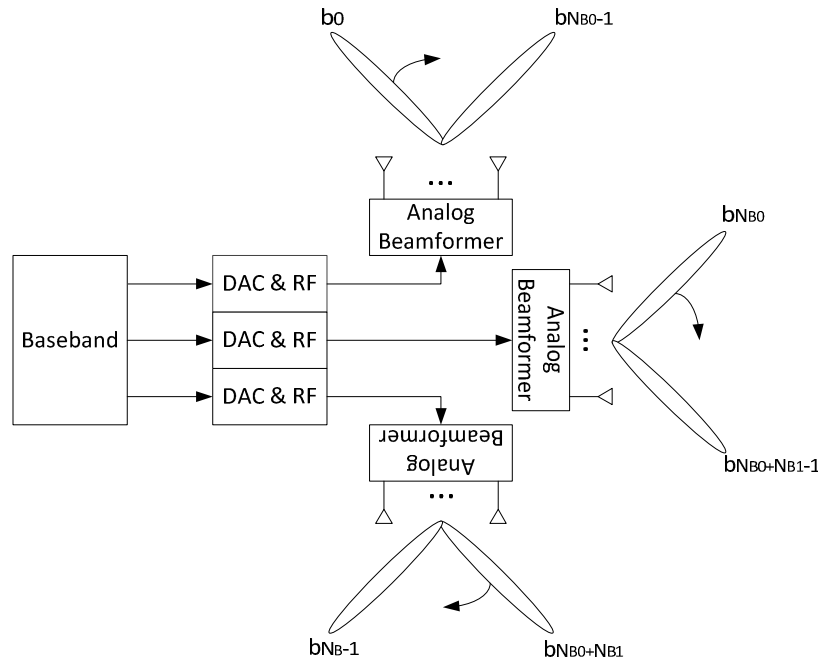 b0
bNB0-1
...
Analog
Beamformer
bNB0
Baseband
DAC & RF
DAC & RF
DAC & RF
Analog
Beamformer
...
Analog
Beamformer
...
bNB0+NB1-1
bNB-1
bNB0+NB1